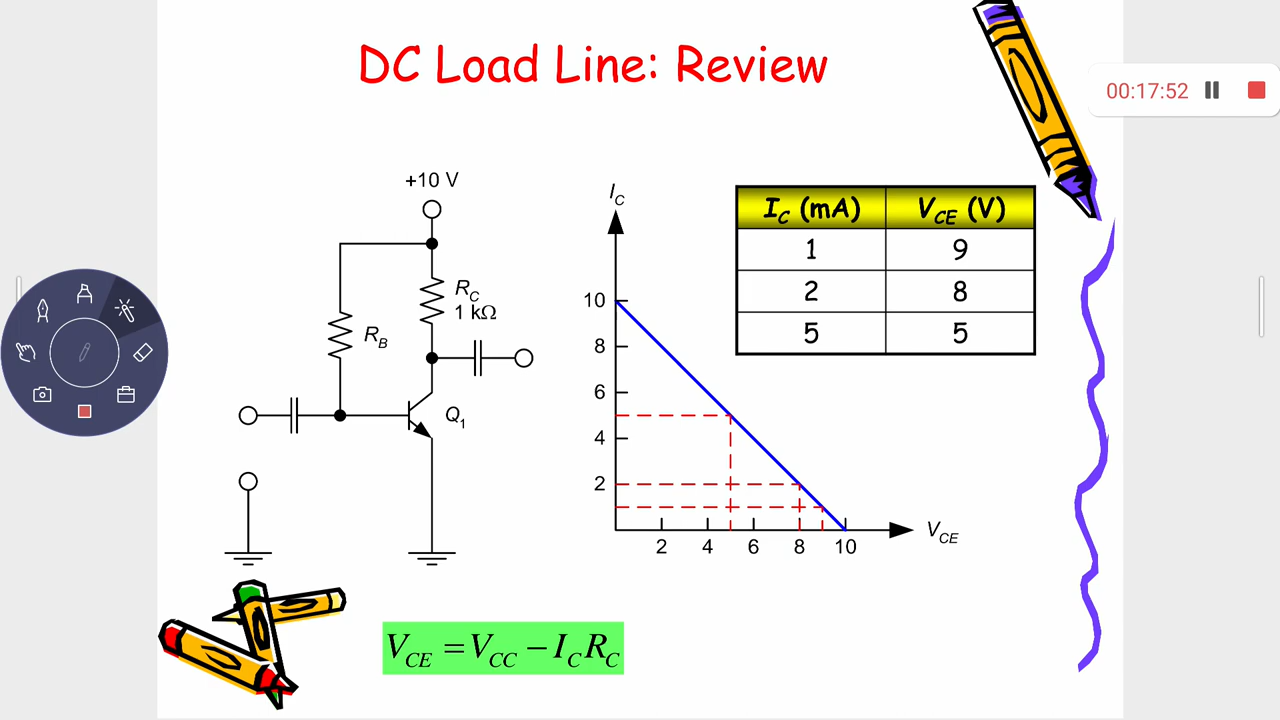 DC Load Line: Review
00:17:52
+10 V
R_C
1 kΩ
R_B
Q_1
I_C
10
8
6
4
2
2 4 6 8 10
V_CE
I_C (mA) V_CE (V)
1 9
2 8
5 5
V_CE = V_CC − I_C R_C